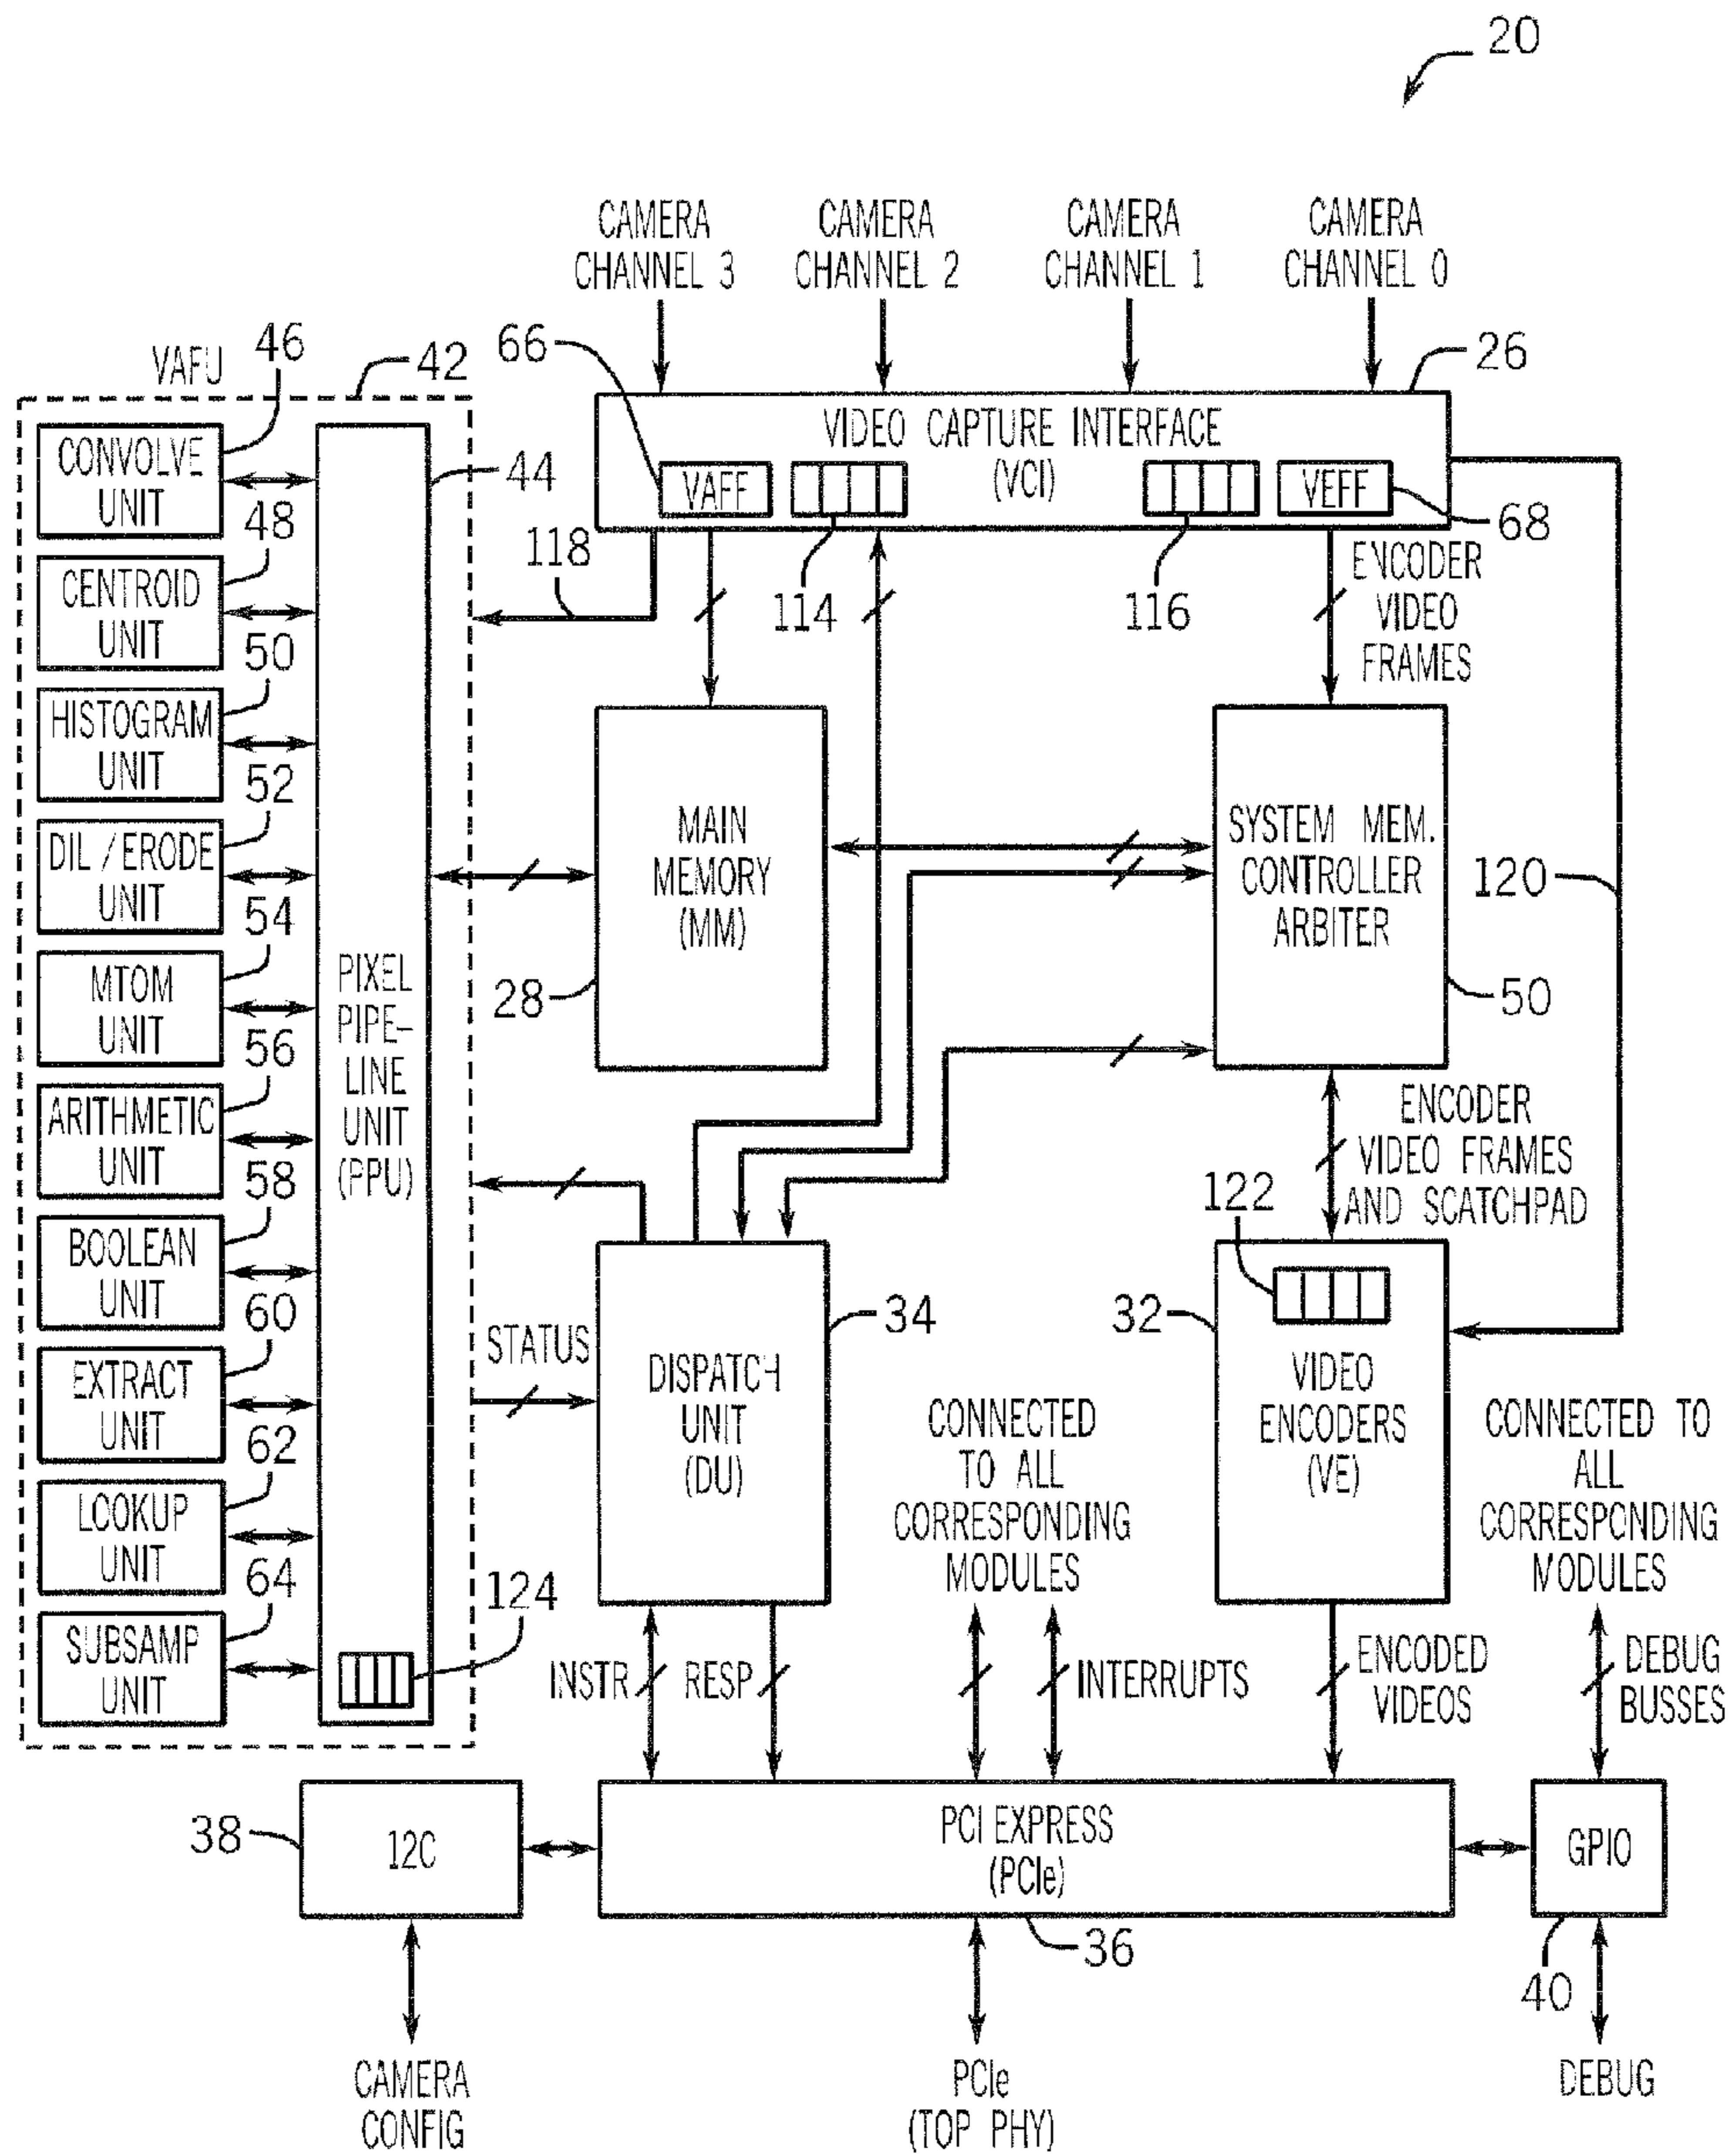 20
CAMERA
CHANNEL 3
CAMERA
CHANNEL 2
CAMERA
CHANNEL 1
CAMERA
CHANNEL 0
VAFU
42
46
CONVOLVE
UNIT
48
CENTROID
UNIT
50
HISTOGRAM
UNIT
52
DIL/ERODE
UNIT
54
MTOM
UNIT
56
ARITHMETIC
UNIT
58
BOOLEAN
UNIT
60
EXTRACT
UNIT
62
LOOKUP
UNIT
64
SUBSAMP
UNIT
44
PIXEL
PIPE-
LINE
UNIT
(PPU)
124
66
26
VIDEO CAPTURE INTERFACE
(VCI)
VAFF
VEFF
68
118
114
116
ENCODER
VIDEO
FRAMES
MAIN
MEMORY
(MM)
28
SYSTEM MEM.
CONTROLLER
ARBITER
50
120
ENCODER
VIDEO FRAMES
AND SCATCHPAD
122
STATUS
DISPATCH
UNIT
(DU)
34
32
VIDEO
ENCODERS
(VE)
CONNECTED
TO ALL
CORRESPONDING
MODULES
CONNECTED TO
ALL
CORRESPONDING
MODULES
INSTR
RESP
INTERRUPTS
ENCODED
VIDEOS
DEBUG
BUSSES
38
12C
PCI EXPRESS
(PCIe)
36
GPIO
40
CAMERA
CONFIG
PCIe
(TOP PHY)
DEBUG